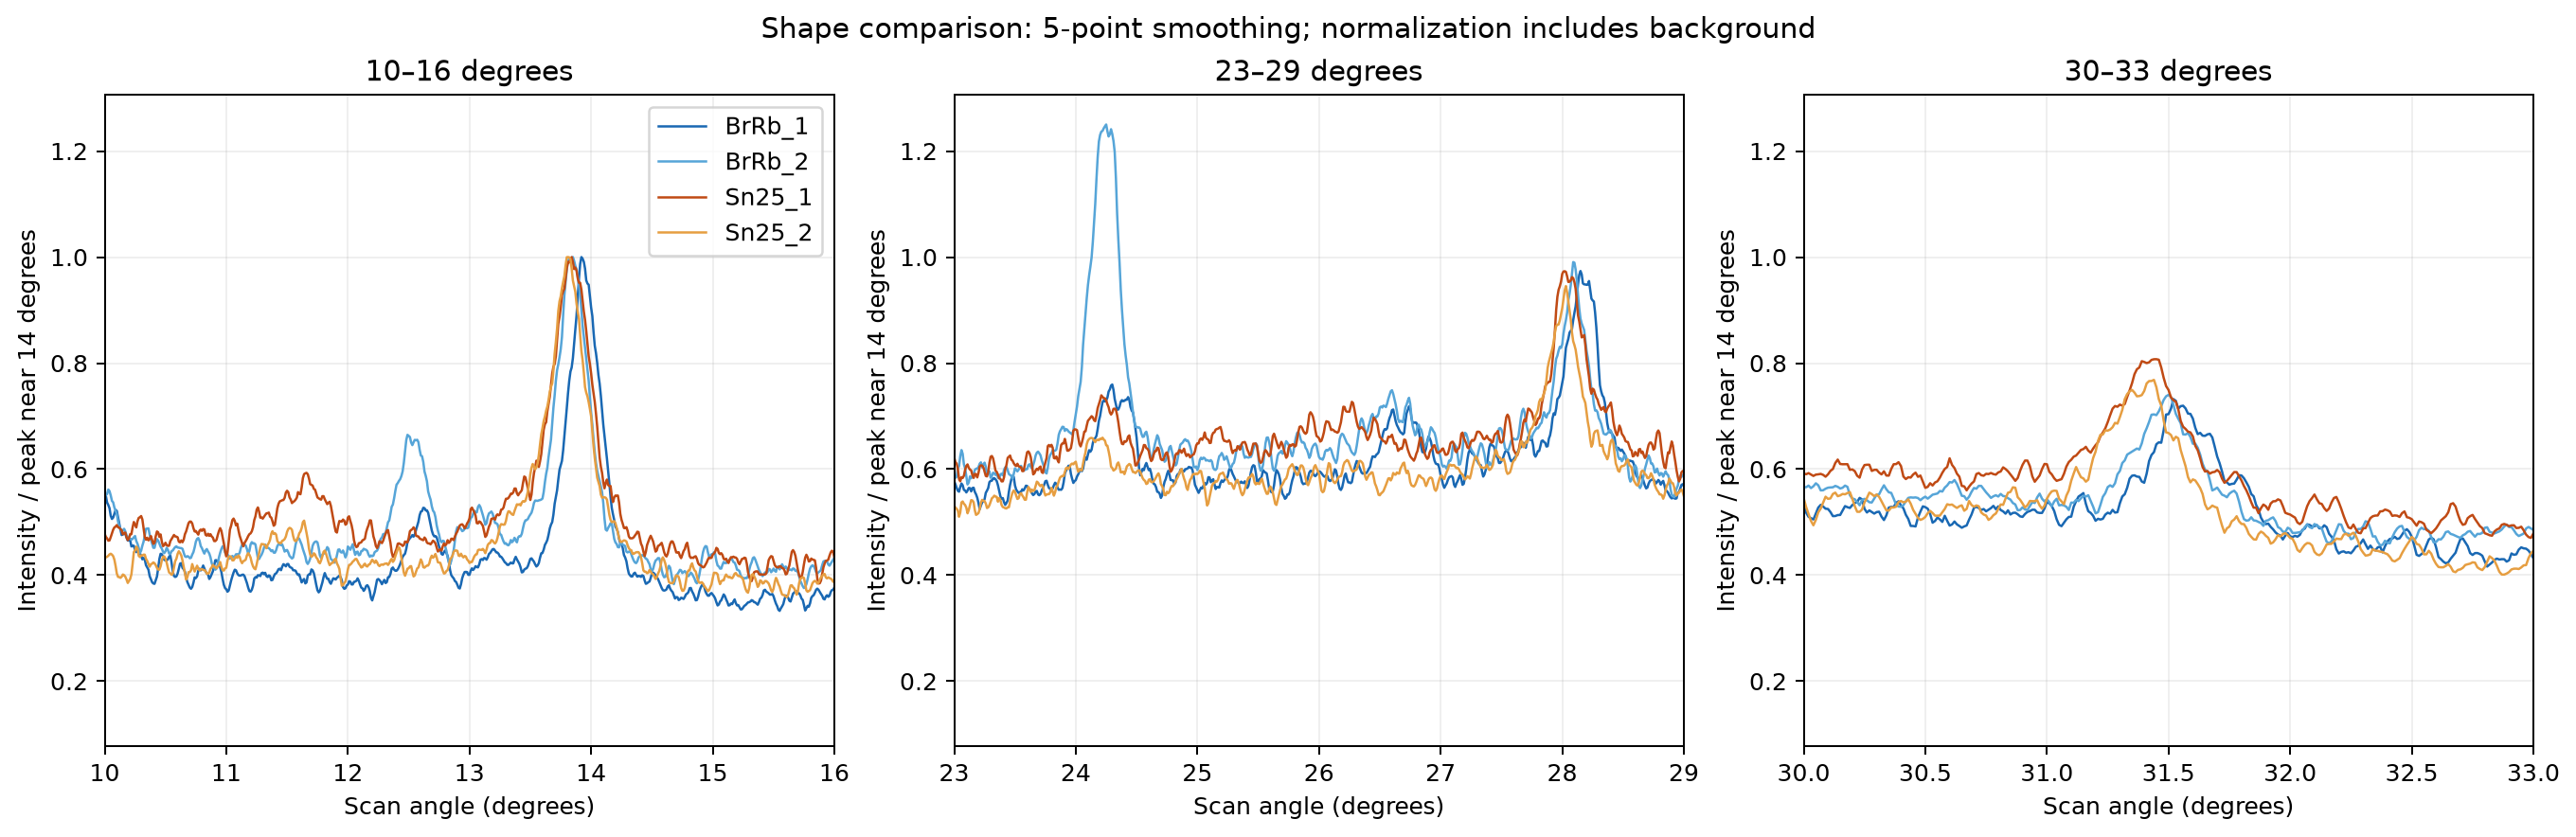 Shape comparison: 5-point smoothing; normalization includes background
10–16 degrees
Intensity / peak near 14 degrees
1.2
1.0
0.8
0.6
0.4
0.2
BrRb_1
BrRb_2
Sn25_1
Sn25_2
10 11 12 13 14 15 16
Scan angle (degrees)
23–29 degrees
Intensity / peak near 14 degrees
1.2
1.0
0.8
0.6
0.4
0.2
23 24 25 26 27 28 29
Scan angle (degrees)
30–33 degrees
Intensity / peak near 14 degrees
1.2
1.0
0.8
0.6
0.4
0.2
30.0 30.5 31.0 31.5 32.0 32.5 33.0
Scan angle (degrees)